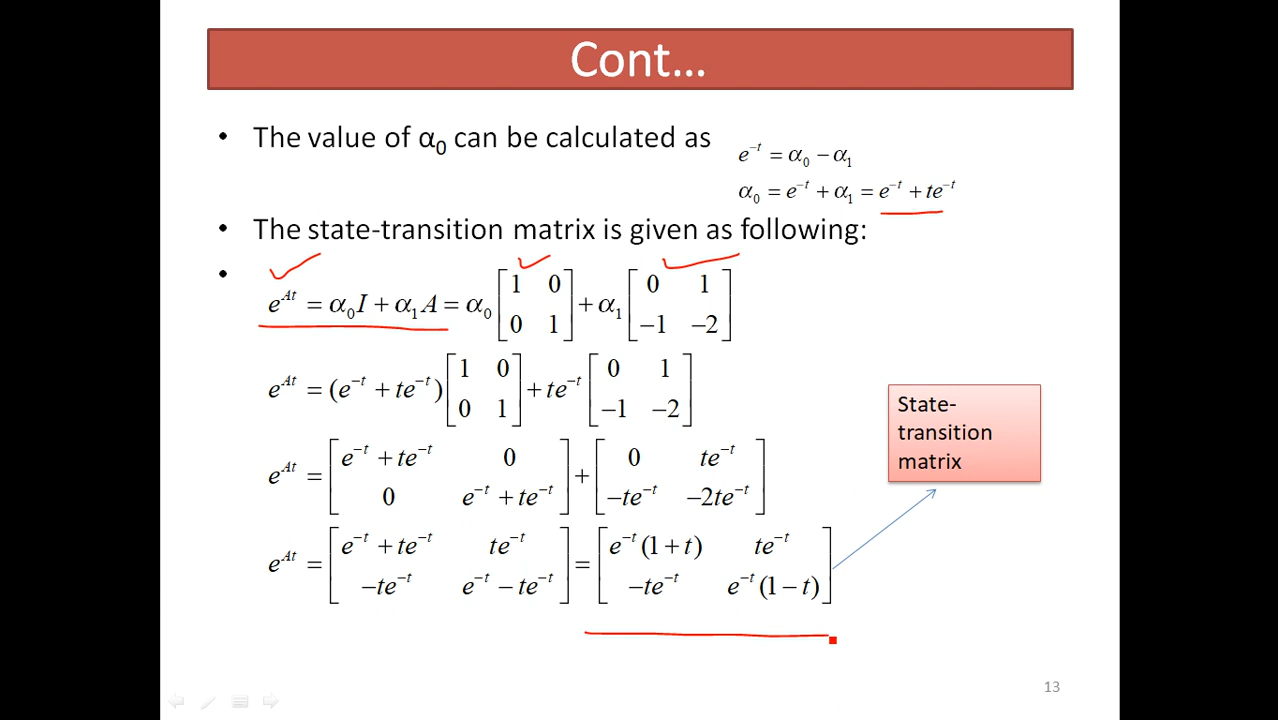 Cont...
• The value of α₀ can be calculated as
e^{-t} = α₀ − α₁
α₀ = e^{-t} + α₁ = e^{-t} + te^{-t}
• The state-transition matrix is given as following:
• e^{At} = α₀I + α₁A = α₀ [1 0; 0 1] + α₁ [0 1; −1 −2]
e^{At} = (e^{-t} + te^{-t}) [1 0; 0 1] + te^{-t} [0 1; −1 −2]
e^{At} = [e^{-t} + te^{-t} 0; 0 e^{-t} + te^{-t}] + [0 te^{-t}; −te^{-t} −2te^{-t}]
e^{At} = [e^{-t} + te^{-t} te^{-t}; −te^{-t} e^{-t} − te^{-t}] = [e^{-t}(1 + t) te^{-t}; −te^{-t} e^{-t}(1 − t)]
State-
transition
matrix
13